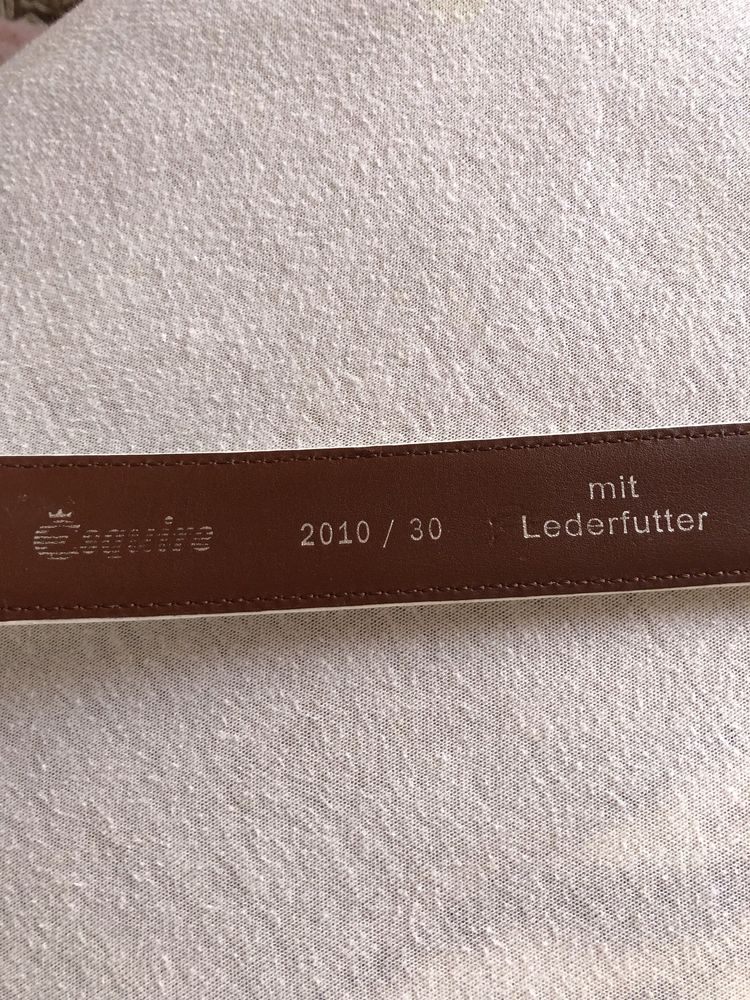 Esquire
2010 / 30
mit
Lederfutter